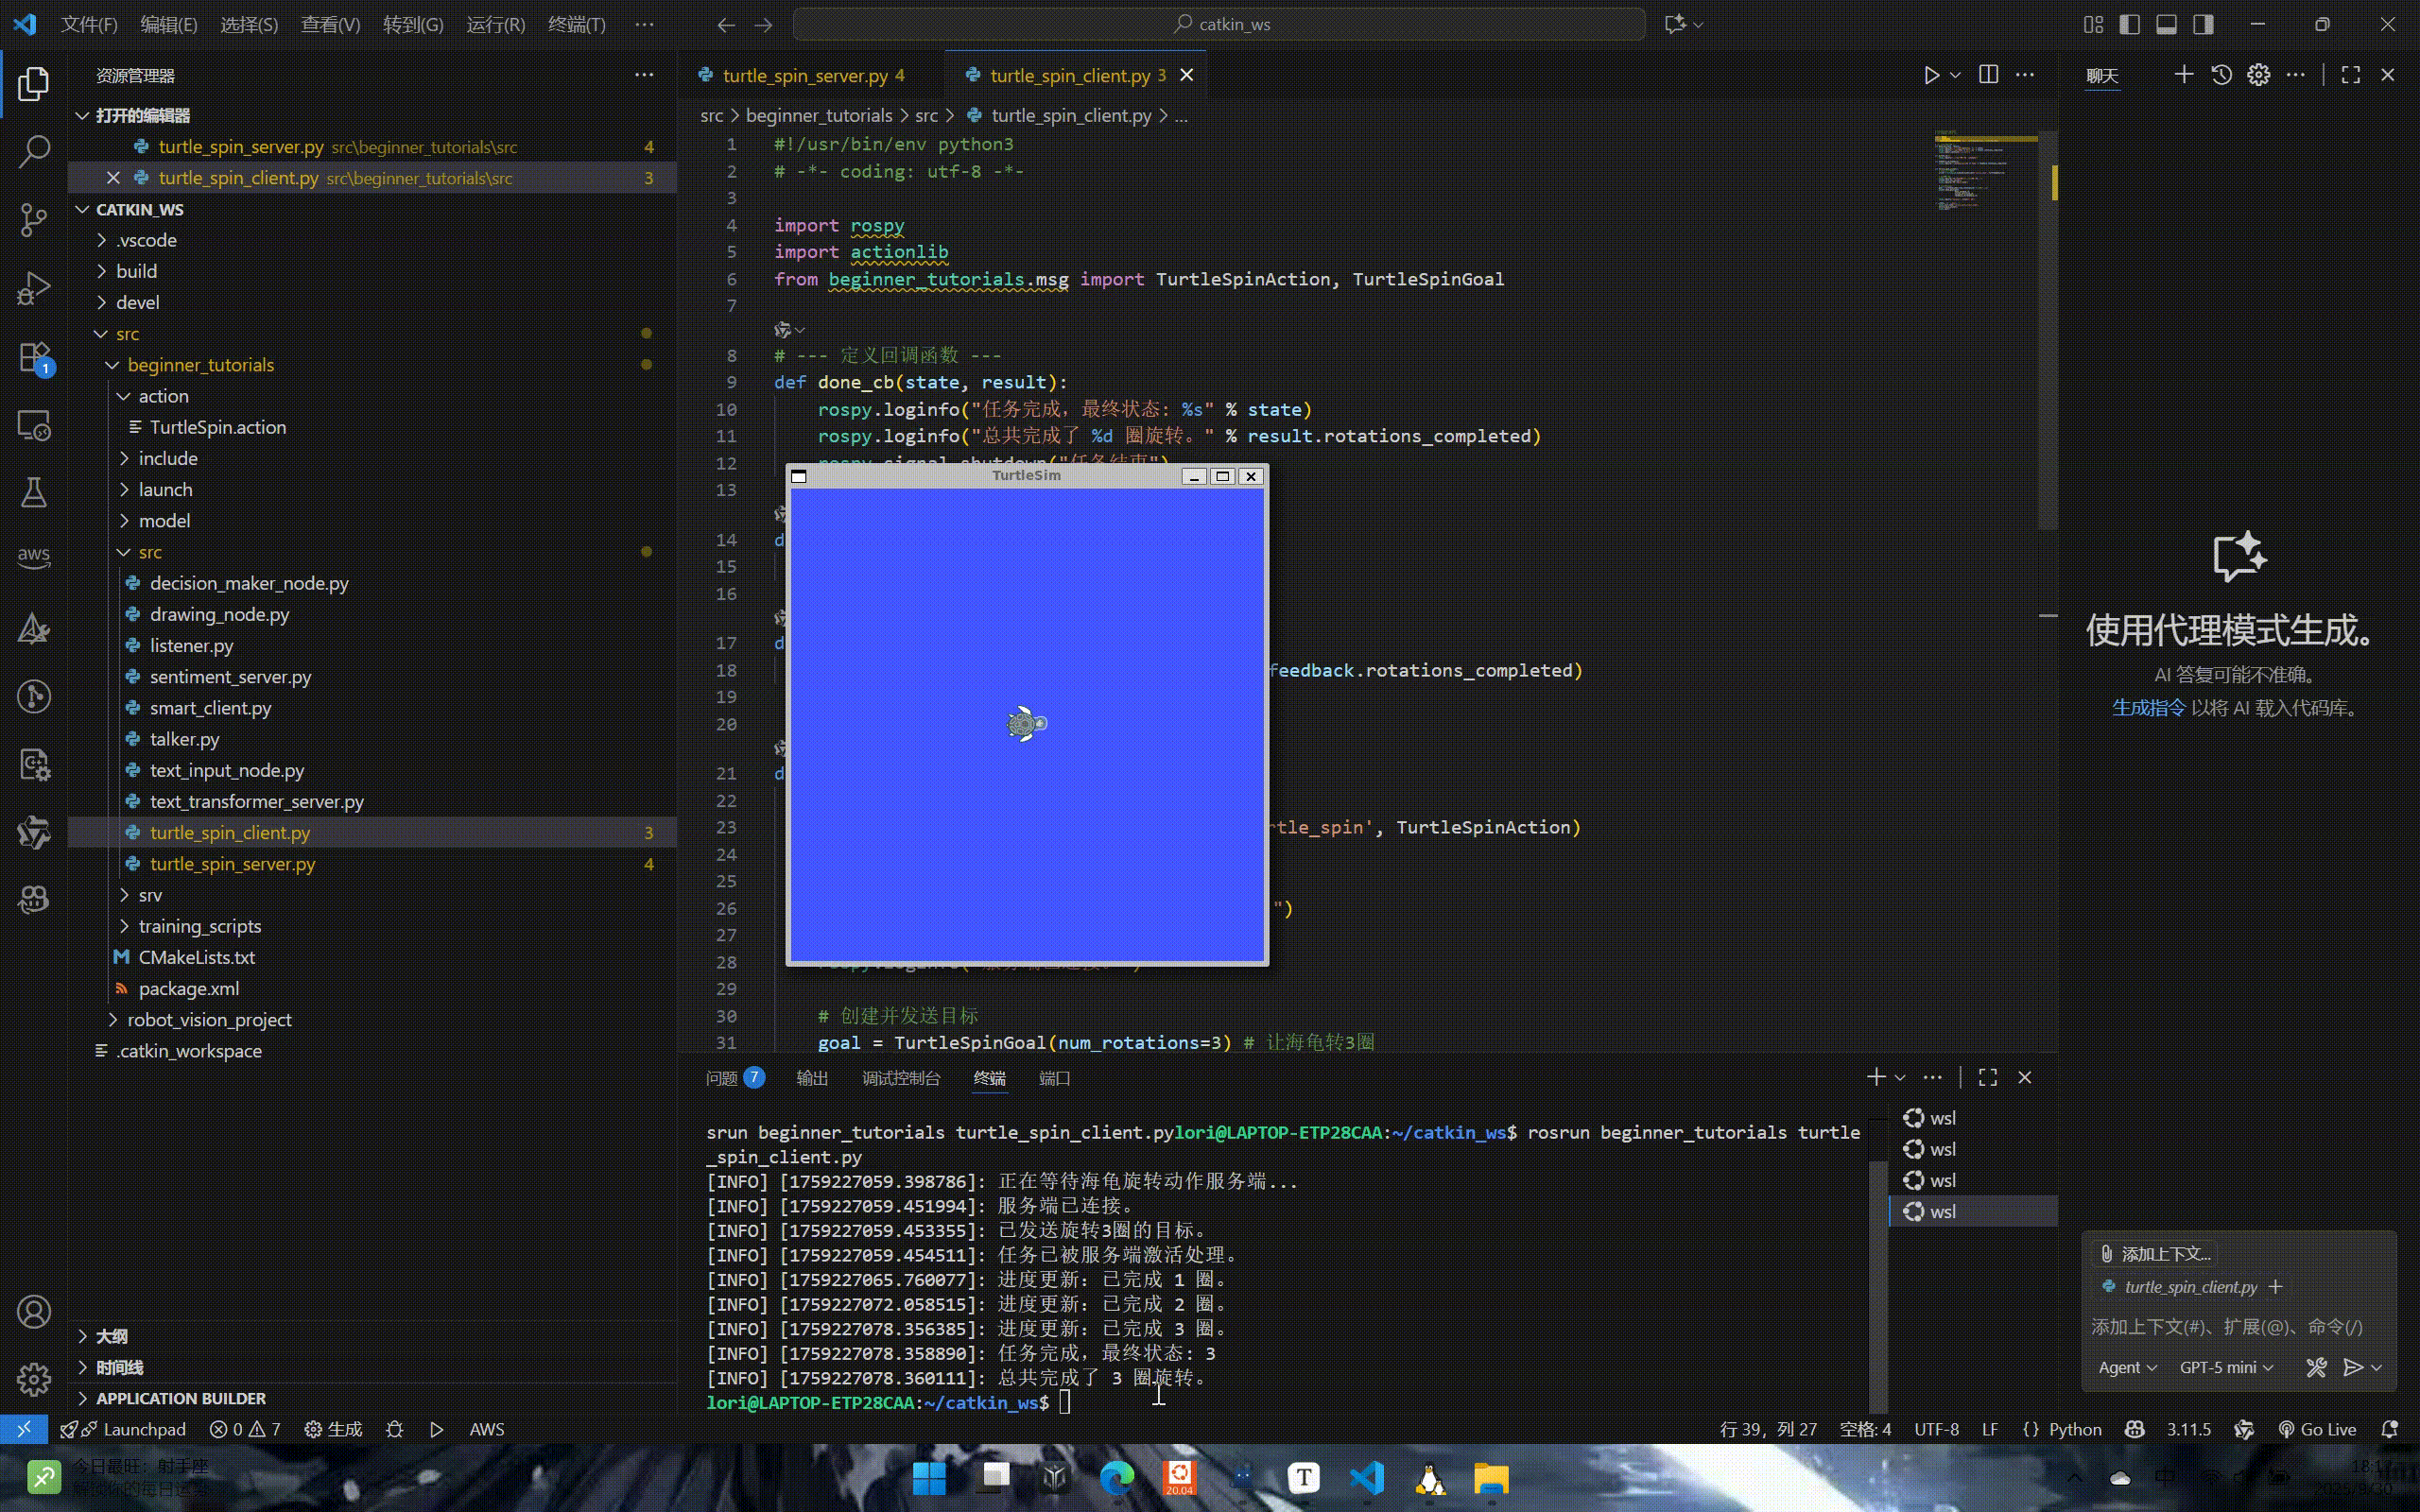 文件(F) 编辑(E) 选择(S) 查看(V) 转到(G) 运行(R) 终端(T) ··· catkin_ws
资源管理器
打开的编辑器
turtle_spin_server.py src\beginner_tutorials\src 4
turtle_spin_client.py src\beginner_tutorials\src 3
CATKIN_WS
.vscode
build
devel
src
beginner_tutorials
action
TurtleSpin.action
include
launch
model
src
decision_maker_node.py
drawing_node.py
listener.py
sentiment_server.py
smart_client.py
talker.py
text_input_node.py
text_transformer_server.py
turtle_spin_client.py 3
turtle_spin_server.py 4
srv
training_scripts
CMakeLists.txt
package.xml
robot_vision_project
.catkin_workspace
大纲
时间线
APPLICATION BUILDER
1
aws
turtle_spin_server.py 4 turtle_spin_client.py 3
src > beginner_tutorials > src > turtle_spin_client.py > ...
1 #!/usr/bin/env python3
2 # -*- coding: utf-8 -*-
3
4 import rospy
5 import actionlib
6 from beginner_tutorials.msg import TurtleSpinAction, TurtleSpinGoal
7
8 # --- 定义回调函数 ---
9 def done_cb(state, result):
10 rospy.loginfo("任务完成，最终状态: %s" % state)
11 rospy.loginfo("总共完成了 %d 圈旋转。" % result.rotations_completed)
12
13
TurtleSim
14 d
15
16
17 d
18 feedback.rotations_completed)
19
20
21 d
22
23 rtle_spin', TurtleSpinAction)
24
25
26 ")
27
28
29
30 # 创建并发送目标
31 goal = TurtleSpinGoal(num_rotations=3) # 让海龟转3圈
问题 7 输出 调试控制台 终端 端口
srun beginner_tutorials turtle_spin_client.pylori@LAPTOP-ETP28CAA:~/catkin_ws$ rosrun beginner_tutorials turtle
_spin_client.py
[INFO] [1759227059.398786]: 正在等待海龟旋转动作服务端...
[INFO] [1759227059.451994]: 服务端已连接。
[INFO] [1759227059.453355]: 已发送旋转3圈的目标。
[INFO] [1759227059.454511]: 任务已被服务端激活处理。
[INFO] [1759227065.760077]: 进度更新: 已完成 1 圈。
[INFO] [1759227072.058515]: 进度更新: 已完成 2 圈。
[INFO] [1759227078.356385]: 进度更新: 已完成 3 圈。
[INFO] [1759227078.358890]: 任务完成，最终状态: 3
[INFO] [1759227078.360111]: 总共完成了 3 圈旋转。
lori@LAPTOP-ETP28CAA:~/catkin_ws$
wsl
wsl
wsl
wsl
聊天
使用代理模式生成。
AI 答复可能不准确。
生成指令 以将 AI 载入代码库。
添加上下文...
turtle_spin_client.py
添加上下文(#)、扩展(@)、命令(/)
Agent GPT-5 mini
Launchpad 0 7 生成 AWS 行 39，列 27 空格: 4 UTF-8 LF {} Python 3.11.5 Go Live
今日最旺：射手座
20.04
T